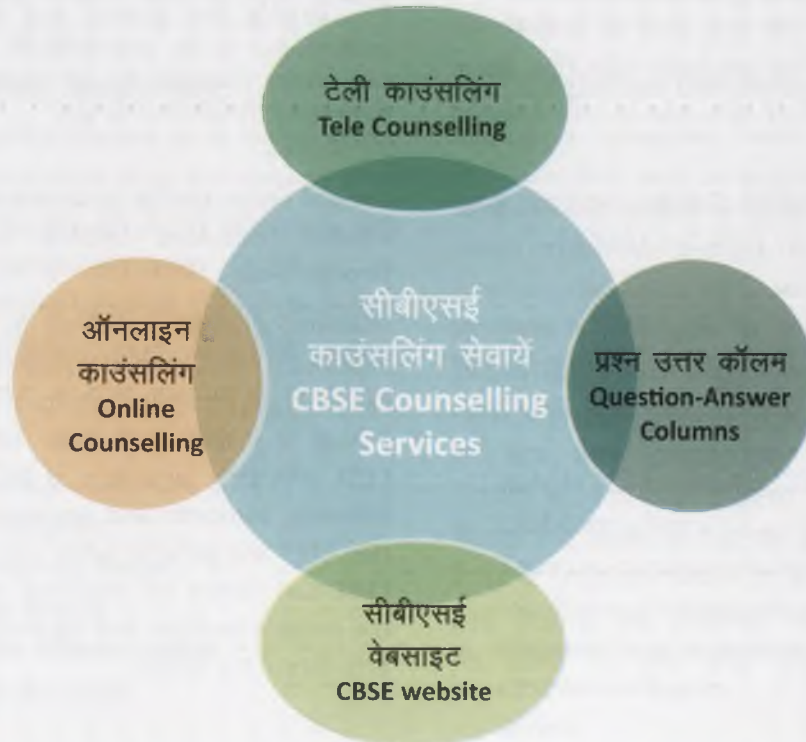 टेली काउंसलिंग
Tele Counselling
सीबीएसई
काउंसलिंग सेवायें
CBSE Counselling
Services
ऑनलाइन
काउंसलिंग
Online
Counselling
प्रश्न उत्तर कॉलम
Question-Answer
Columns
सीबीएसई
वेबसाइट
CBSE website